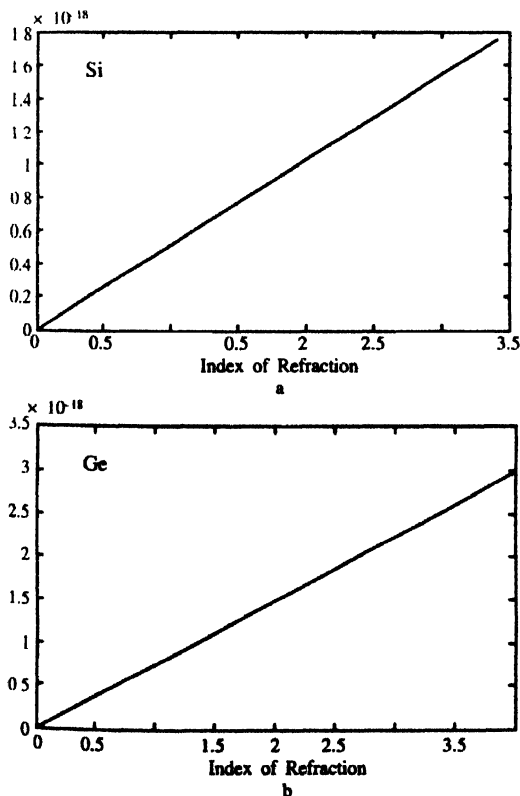 × 10⁻¹⁸
1 8
1 6
1.4
1 2
1
0 8
0.6
0.4
0.2
0
Si
0 0.5 0.5 2 2.5 3.5
Index of Refraction
a
× 10⁻¹⁸
3.5
3
2.5
2
1.5
1
0 5
0
Ge
0 0.5 1.5 2 2.5 3.5
Index of Refraction
b